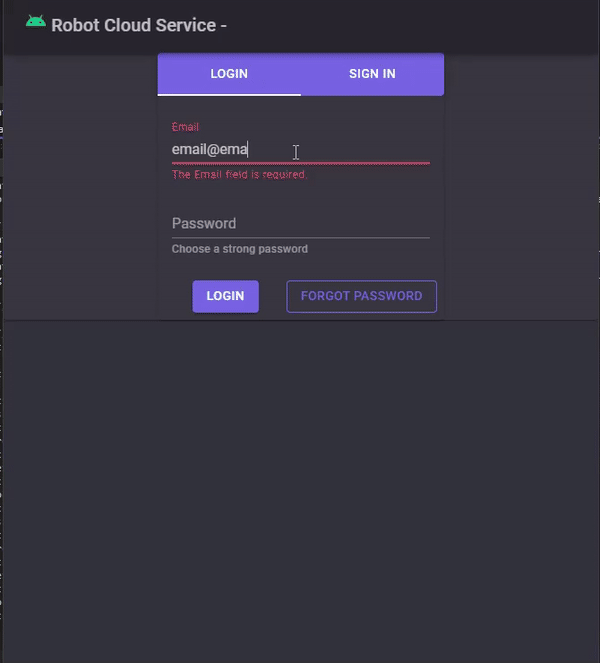 Robot Cloud Service -
LOGIN SIGN IN
Email
email@ema
The Email field is required.
Password
Choose a strong password
LOGIN FORGOT PASSWORD